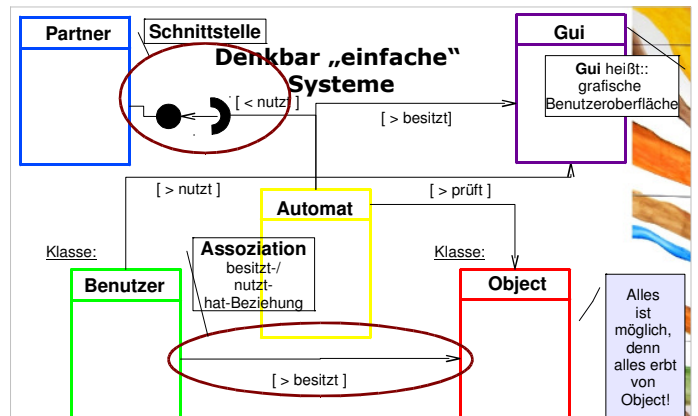 Partner
Schnittstelle
Gui
Denkbar „einfache“
Systeme
Gui heißt::
grafische
Benutzeroberfläche
[ < nutzt ]
[ > besitzt]
[ > nutzt ]
[ > prüft ]
Automat
Klasse:
Assoziation
besitzt-/
nutzt-
hat-Beziehung
Klasse:
Benutzer
Object
Alles
ist
möglich,
denn
alles erbt
von
Object!
[ > besitzt ]